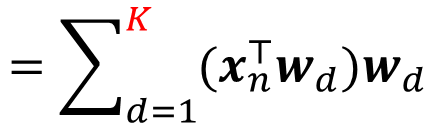 = ∑_{d=1}^{K} (𝒙_n^⊤ 𝒘_d) 𝒘_d